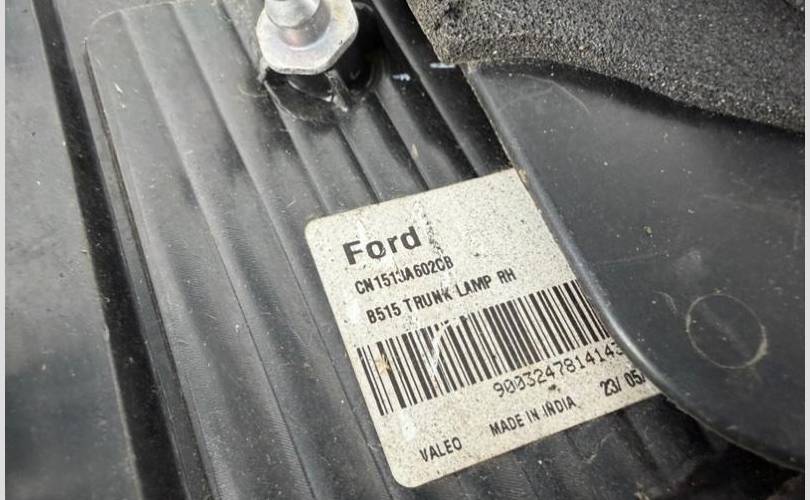 Ford
CN1513A602CB
B515 TRUNK LAMP RH
9003247814143
VALEO MADE IN INDIA 23/05/